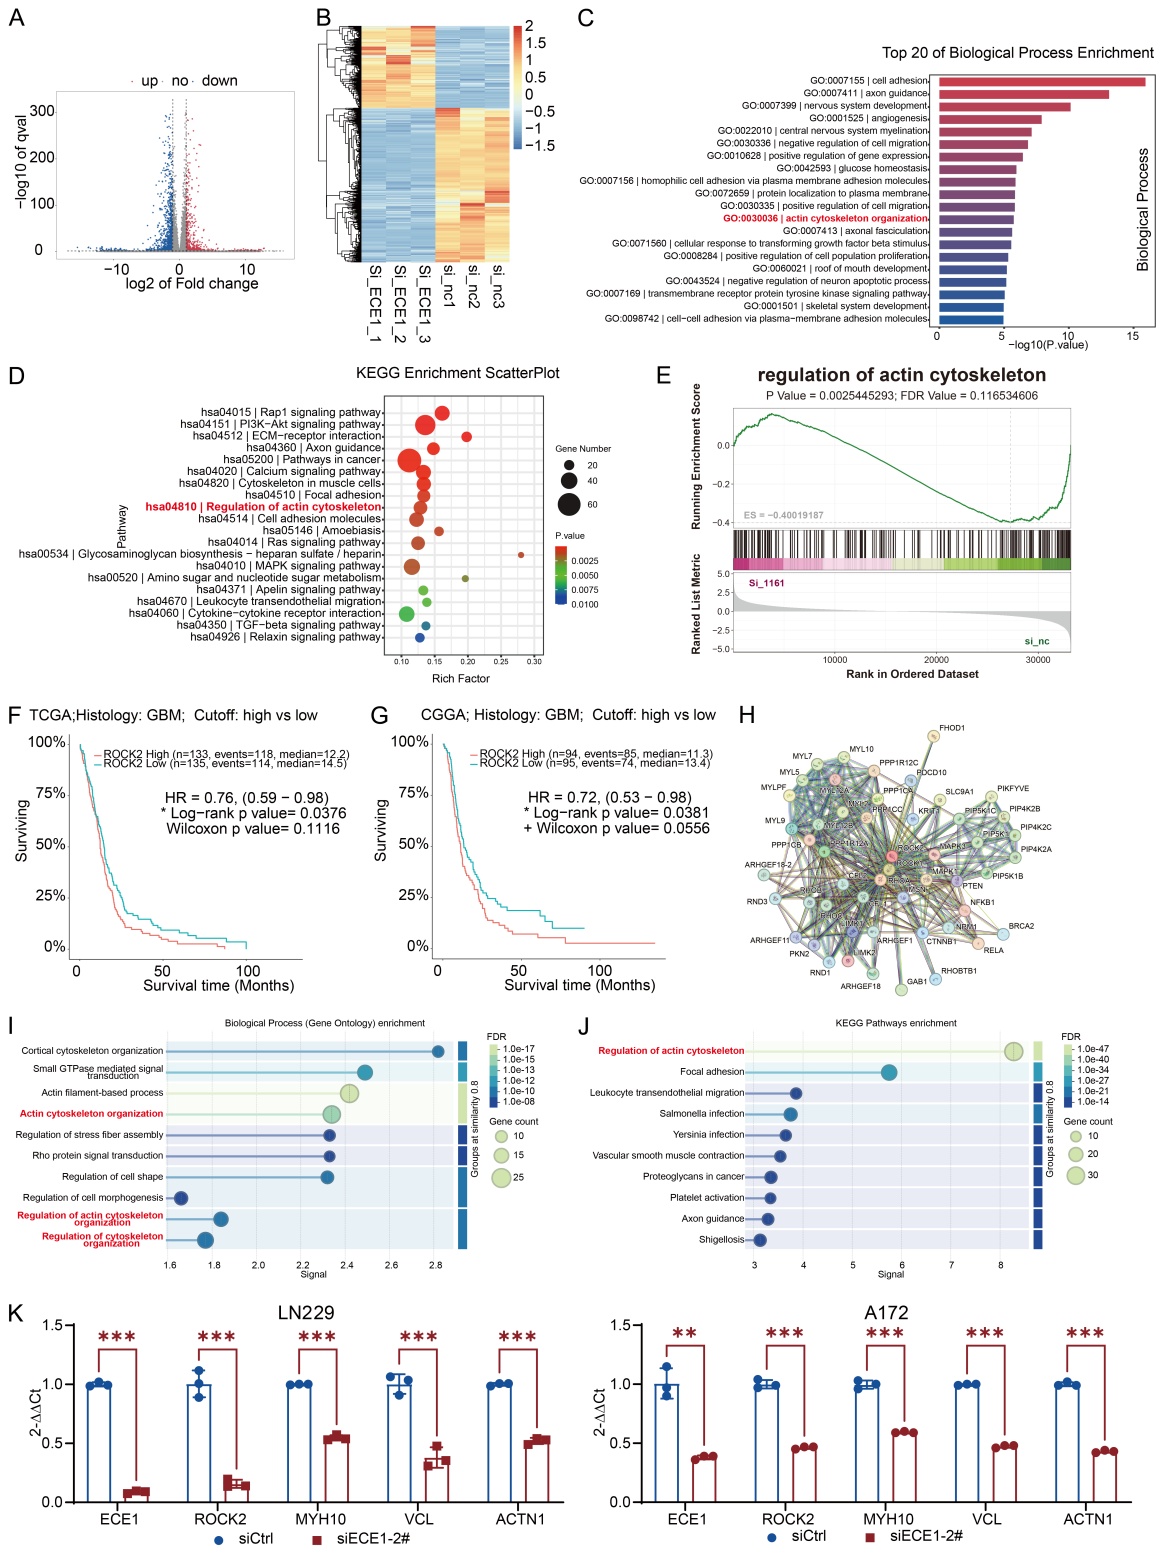 A
· up · no · down
−log10 of qval
300
200
100
0
−10
0
10
log2 of Fold change
B
2
1.5
1
0.5
0
−0.5
−1
−1.5
Si_ECE1_1
Si_ECE1_2
Si_ECE1_3
si_nc1
si_nc2
si_nc3
C
Top 20 of Biological Process Enrichment
GO:0007155 | cell adhesion
GO:0007411 | axon guidance
GO:0007399 | nervous system development
GO:0001525 | angiogenesis
GO:0022010 | central nervous system myelination
GO:0030336 | negative regulation of cell migration
GO:0010628 | positive regulation of gene expression
GO:0042593 | glucose homeostasis
GO:0007156 | homophilic cell adhesion via plasma membrane adhesion molecules
GO:0072659 | protein localization to plasma membrane
GO:0030335 | positive regulation of cell migration
GO:0030036 | actin cytoskeleton organization
GO:0007413 | axonal fasciculation
GO:0071560 | cellular response to transforming growth factor beta stimulus
GO:0008284 | positive regulation of cell population proliferation
GO:0060021 | roof of mouth development
GO:0043524 | negative regulation of neuron apoptotic process
GO:0007169 | transmembrane receptor protein tyrosine kinase signaling pathway
GO:0001501 | skeletal system development
GO:0098742 | cell−cell adhesion via plasma−membrane adhesion molecules
Biological Process
0
5
10
15
−log10(P.value)
D
KEGG Enrichment ScatterPlot
Pathway
hsa04015 | Rap1 signaling pathway
hsa04151 | PI3K−Akt signaling pathway
hsa04512 | ECM−receptor interaction
hsa04360 | Axon guidance
hsa05200 | Pathways in cancer
hsa04020 | Calcium signaling pathway
hsa04820 | Cytoskeleton in muscle cells
hsa04510 | Focal adhesion
hsa04810 | Regulation of actin cytoskeleton
hsa04514 | Cell adhesion molecules
hsa05146 | Amoebiasis
hsa04014 | Ras signaling pathway
hsa00534 | Glycosaminoglycan biosynthesis − heparan sulfate / heparin
hsa04010 | MAPK signaling pathway
hsa00520 | Amino sugar and nucleotide sugar metabolism
hsa04371 | Apelin signaling pathway
hsa04670 | Leukocyte transendothelial migration
hsa04060 | Cytokine−cytokine receptor interaction
hsa04350 | TGF−beta signaling pathway
hsa04926 | Relaxin signaling pathway
0.10
0.15
0.20
0.25
0.30
Rich Factor
Gene Number
20
40
60
P.value
0.0025
0.0050
0.0075
0.0100
E
regulation of actin cytoskeleton
P Value = 0.0025445293; FDR Value = 0.116534606
Running Enrichment Score
0.0
−0.2
−0.4
ES = −0.40019187
Ranked List Metric
5.0
2.5
0.0
−2.5
−5.0
Si_1161
si_nc
10000
20000
30000
Rank in Ordered Dataset
F
TCGA;Histology: GBM; Cutoff: high vs low
Surviving
100%
75%
50%
25%
0%
ROCK2 High (n=133, events=118, median=12.2)
ROCK2 Low (n=135, events=114, median=14.5)
HR = 0.76, (0.59 − 0.98)
* Log−rank p value= 0.0376
Wilcoxon p value= 0.1116
0
50
100
Survival time (Months)
G
CGGA; Histology: GBM; Cutoff: high vs low
Surviving
100%
75%
50%
25%
0%
ROCK2 High (n=94, events=85, median=11.3)
ROCK2 Low (n=95, events=74, median=13.4)
HR = 0.72, (0.53 − 0.98)
* Log−rank p value= 0.0381
+ Wilcoxon p value= 0.0556
0
50
100
Survival time (Months)
H
FHOD1
MYL10
MYL7
PPP1R12C
MYL5
PDCD10
MYL12A
MYLPF
PPP1CA
SLC9A1
PIKFYVE
MYL2
PPP1CC
KRIT1
PIP5K1C
PIP4K2B
MYL9
MYL12B
PIP5K1
PIP4K2C
PPP1CB
PPP1R12A
ROCK2
MAPK3
PIP4K2A
ARHGEF18-2
ROCK1
CFL2
RHOA
MAPK1
PIP5K1B
RHOB
MSN
PTEN
RND3
CFL1
NFKB1
RHOC
LIMK1
NPM1
BRCA2
ARHGEF11
ARHGEF1
CTNNB1
RELA
PKN2
LIMK2
RND1
RHOBTB1
ARHGEF18
GAB1
I
Biological Process (Gene Ontology) enrichment
Cortical cytoskeleton organization
Small GTPase mediated signal
transduction
Actin filament-based process
Actin cytoskeleton organization
Regulation of stress fiber assembly
Rho protein signal transduction
Regulation of cell shape
Regulation of cell morphogenesis
Regulation of actin cytoskeleton
organization
Regulation of cytoskeleton
organization
1.6
1.8
2.0
2.2
2.4
2.6
2.8
Signal
Groups at similarity 0.8
FDR
1.0e-17
1.0e-15
1.0e-13
1.0e-12
1.0e-10
1.0e-08
Gene count
10
15
25
J
KEGG Pathways enrichment
Regulation of actin cytoskeleton
Focal adhesion
Leukocyte transendothelial migration
Salmonella infection
Yersinia infection
Vascular smooth muscle contraction
Proteoglycans in cancer
Platelet activation
Axon guidance
Shigellosis
3
4
5
6
7
8
Signal
Groups at similarity 0.8
FDR
1.0e-47
1.0e-40
1.0e-34
1.0e-27
1.0e-21
1.0e-14
Gene count
10
20
30
K
LN229
2-ΔΔCt
1.5
1.0
0.5
0.0
***
***
***
***
***
ECE1
ROCK2
MYH10
VCL
ACTN1
siCtrl
siECE1-2#
A172
2-ΔΔCt
1.5
1.0
0.5
0.0
**
***
***
***
***
ECE1
ROCK2
MYH10
VCL
ACTN1
siCtrl
siECE1-2#